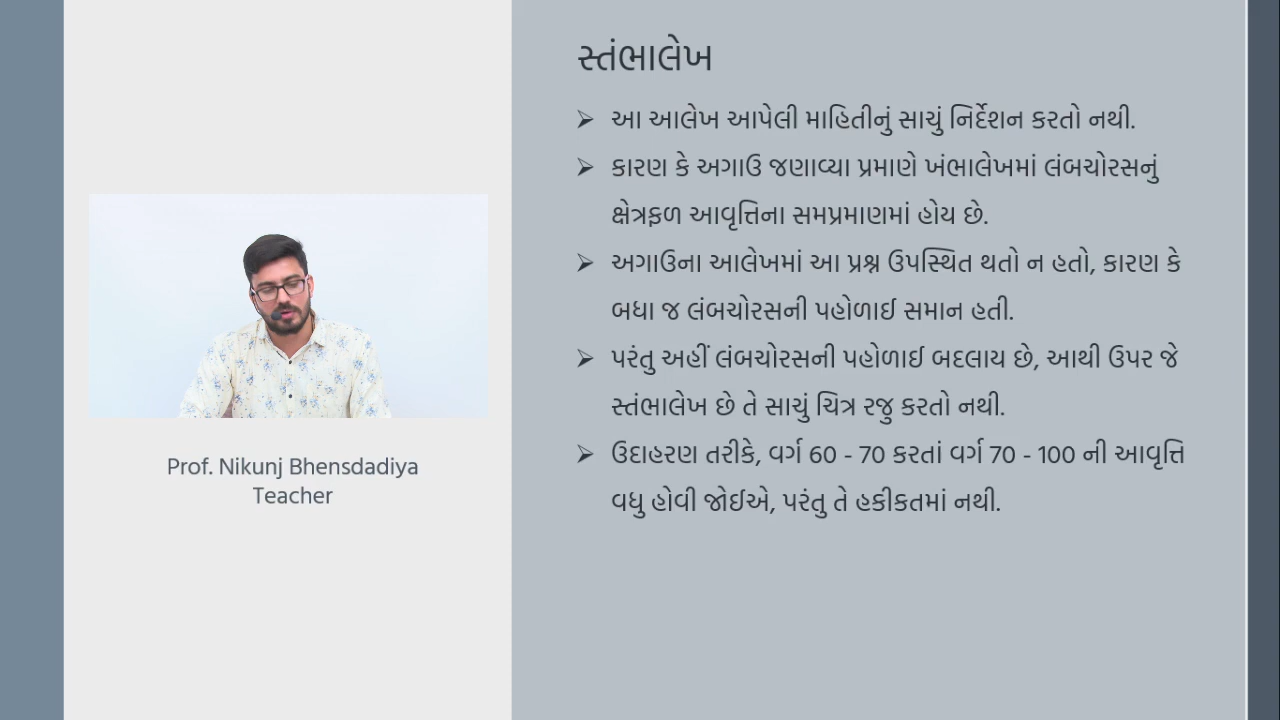 Prof. Nikunj Bhensdadiya
Teacher
સ્તંભાલેખ
➢ આ આલેખ આપેલી માહિતીનું સાચું નિર્દેશન કરતો નથી.
➢ કારણ કે અગાઉ જણાવ્યા પ્રમાણે ખંભાલેખમાં લંબચોરસનું
ક્ષેત્રફળ આવૃત્તિના સમપ્રમાણમાં હોય છે.
➢ અગાઉના આલેખમાં આ પ્રશ્ન ઉપસ્થિત થતો ન હતો, કારણ કે
બધા જ લંબચોરસની પહોળાઈ સમાન હતી.
➢ પરંતુ અહીં લંબચોરસની પહોળાઈ બદલાય છે, આથી ઉપર જે
સ્તંભાલેખ છે તે સાચું ચિત્ર રજુ કરતો નથી.
➢ ઉદાહરણ તરીકે, વર્ગ 60 - 70 કરતાં વર્ગ 70 - 100 ની આવૃત્તિ
વધુ હોવી જોઈએ, પરંતુ તે હકીકતમાં નથી.